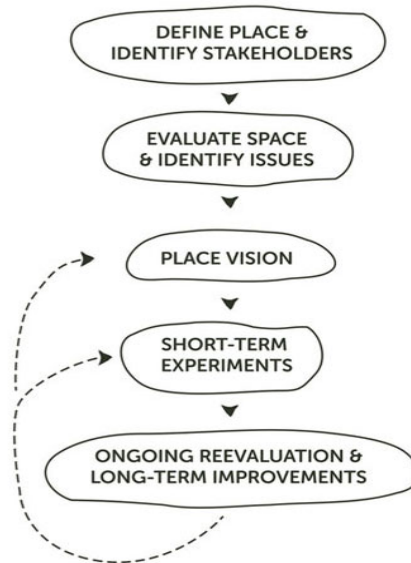 DEFINE PLACE &
IDENTIFY STAKEHOLDERS
EVALUATE SPACE
& IDENTIFY ISSUES
PLACE VISION
SHORT-TERM
EXPERIMENTS
ONGOING REEVALUATION &
LONG-TERM IMPROVEMENTS